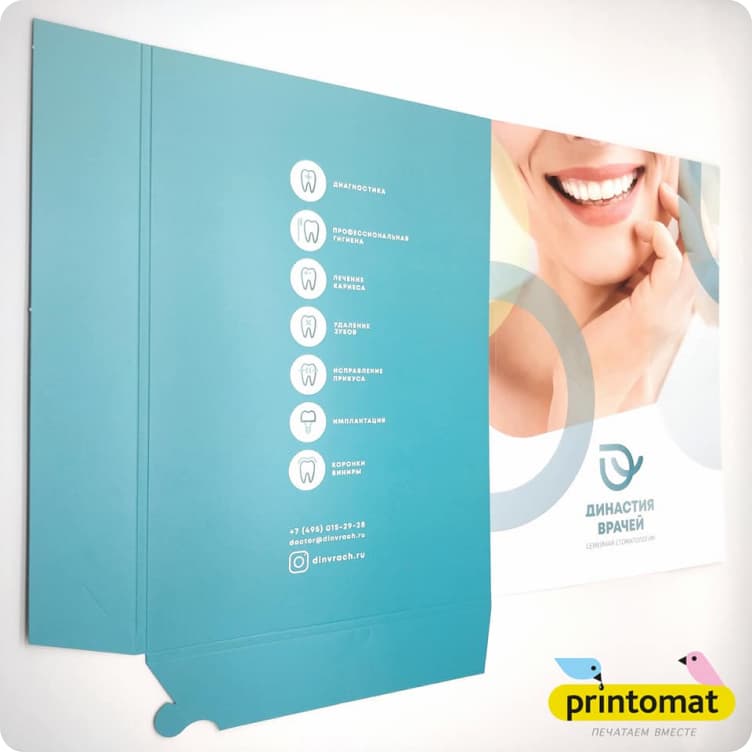 ДИАГНОСТИКА
ПРОФЕССИОНАЛЬНАЯ
ГИГИЕНА
ЛЕЧЕНИЕ
КАРИЕСА
УДАЛЕНИЕ
ЗУБОВ
ИСПРАВЛЕНИЕ
ПРИКУСА
ИМПЛАНТАЦИЯ
КОРОНКИ
ВИНИРЫ
+7 (495) 015-29-28
doctor@dinvrach.ru
dinvrach.ru
ДИНАСТИЯ
ВРАЧЕЙ
СЕМЕЙНАЯ СТОМАТОЛОГИЯ
printomat
ПЕЧАТАЕМ ВМЕСТЕ